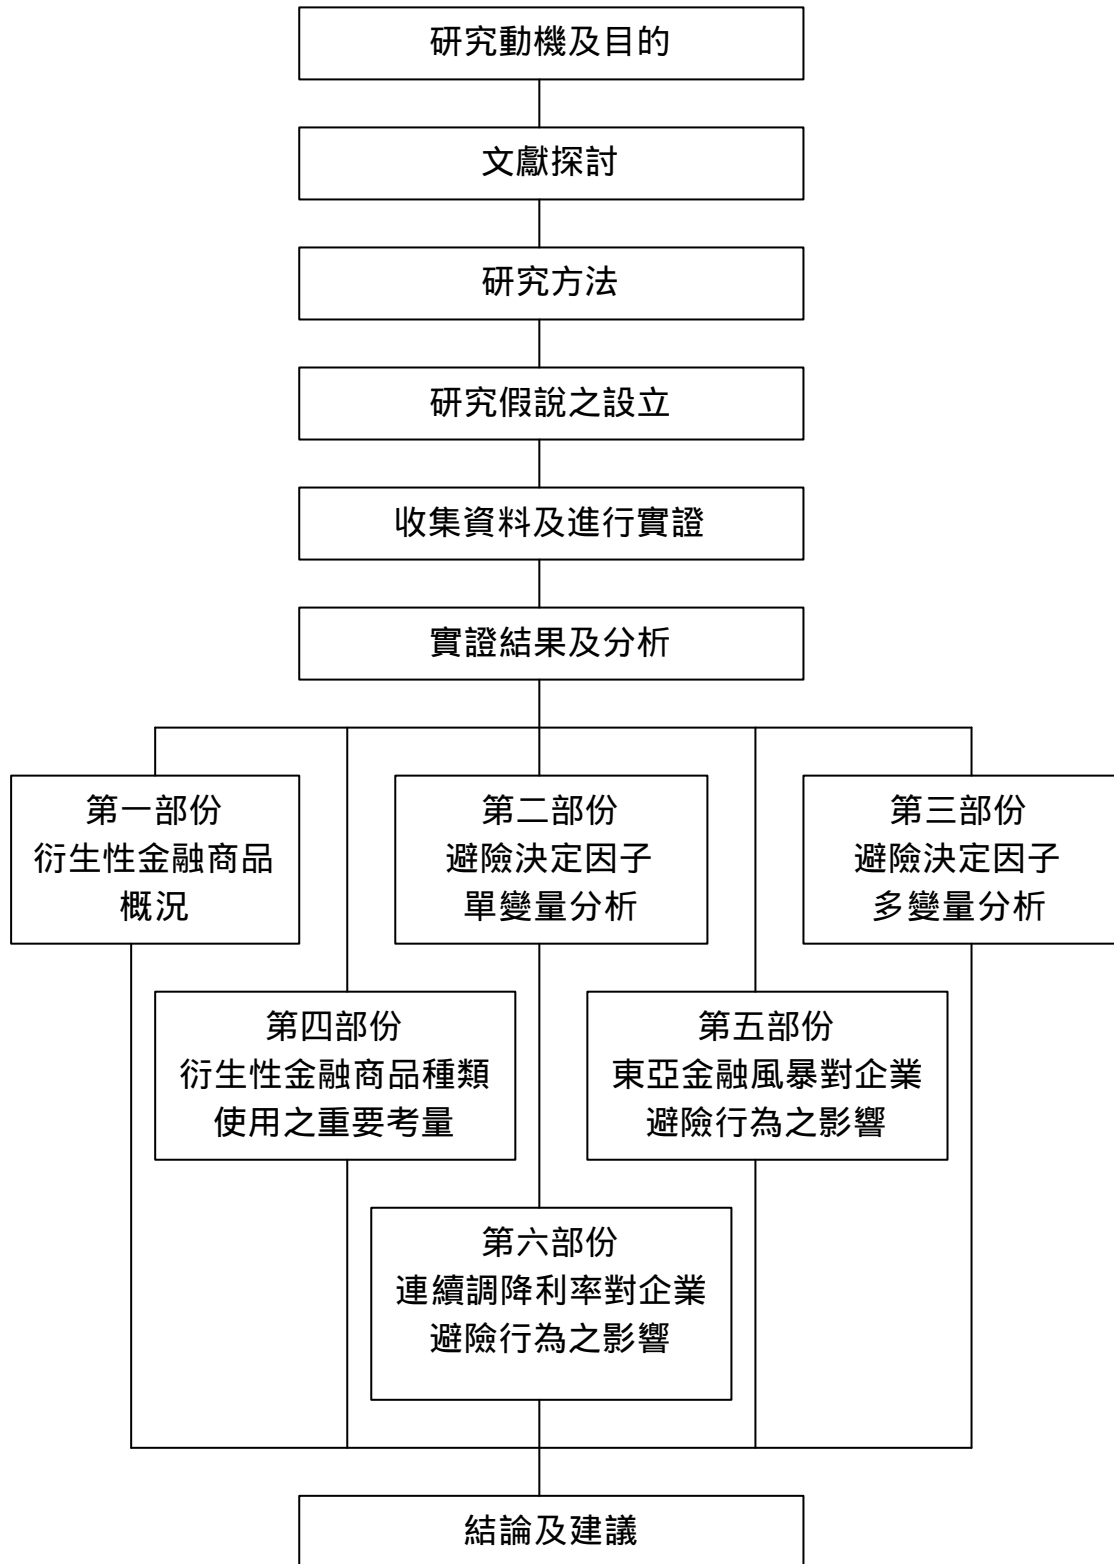 研究動機及目的
文獻探討
研究方法
研究假說之設立
收集資料及進行實證
實證結果及分析
第一部份
衍生性金融商品
概況
第二部份
避險決定因子
單變量分析
第三部份
避險決定因子
多變量分析
第四部份
衍生性金融商品種類
使用之重要考量
第五部份
東亞金融風暴對企業
避險行為之影響
第六部份
連續調降利率對企業
避險行為之影響
結論及建議